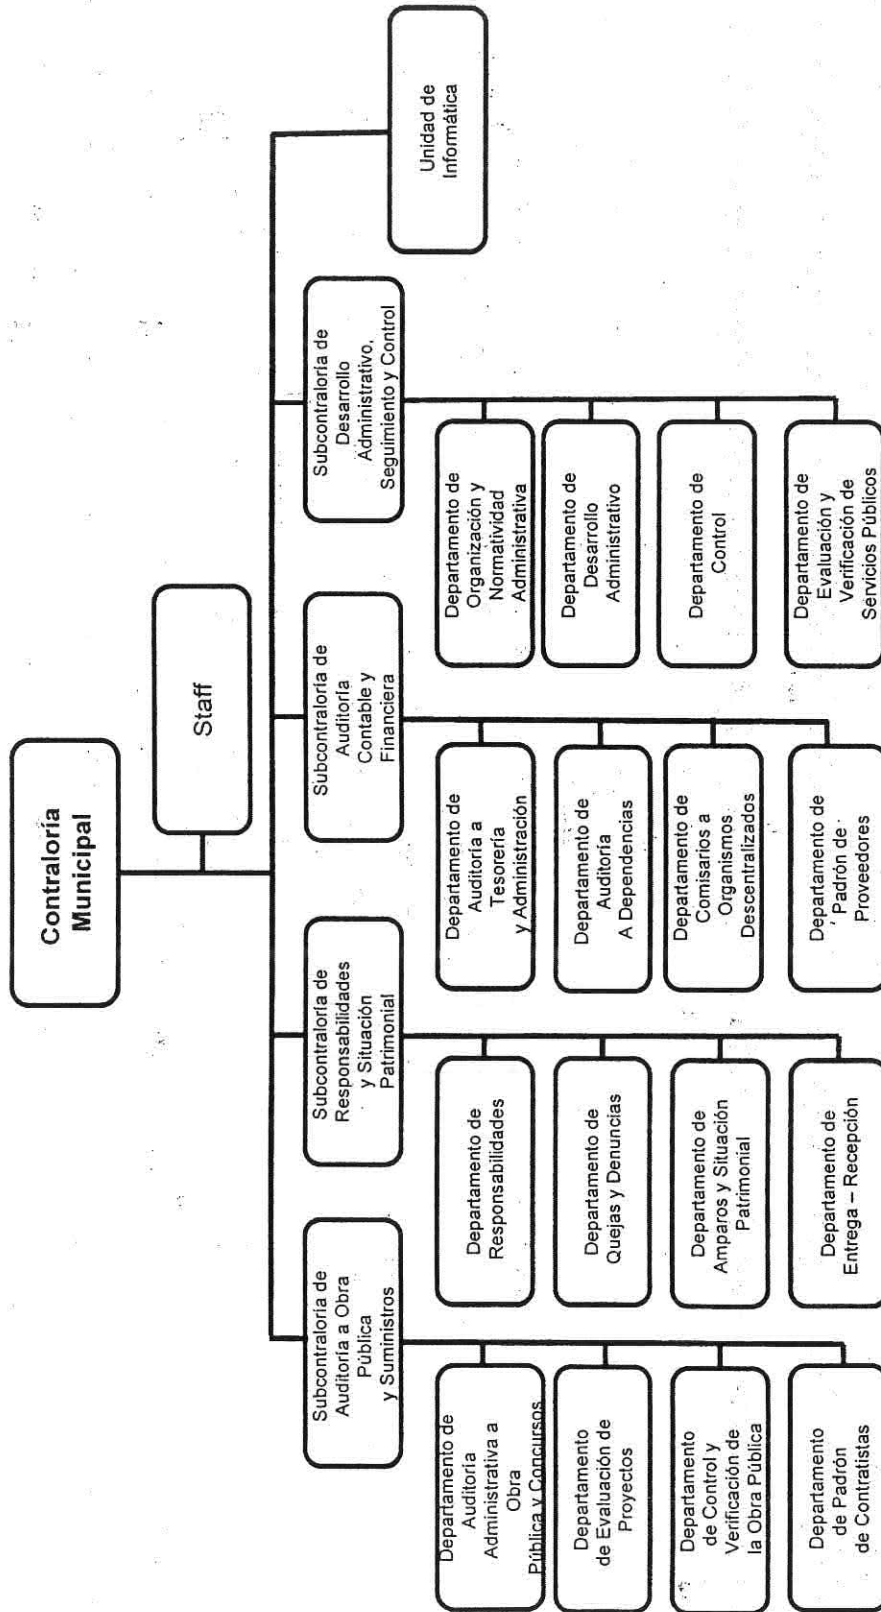 Contraloría
Municipal
Staff
Subcontraloría de
Auditoría a Obra
Pública
y Suministros
Subcontraloría de
Responsabilidades
y Situación
Patrimonial
Subcontraloría de
Auditoría
Contable y
Financiera
Subcontraloría de
Desarrollo
Administrativo,
Seguimiento y Control
Unidad de
Informática
Departamento de
Auditoría
Administrativa a
Obra
Pública y Concursos
Departamento
de Evaluación de
Proyectos
Departamento
de Control y
Verificación de
la Obra Pública
Departamento
de Padrón
de Contratistas
Departamento de
Responsabilidades
Departamento de
Quejas y Denuncias
Departamento de
Amparos y Situación
Patrimonial
Departamento de
Entrega – Recepción
Departamento de
Auditoría a
Tesorería
y Administración
Departamento de
Auditoría
A Dependencias
Departamento de
Comisarios a
Organismos
Descentralizados
Departamento de
Padrón de
Proveedores
Departamento de
Organización y
Normatividad
Administrativa
Departamento de
Desarrollo
Administrativo
Departamento de
Control
Departamento de
Evaluación y
Verificación de
Servicios Públicos